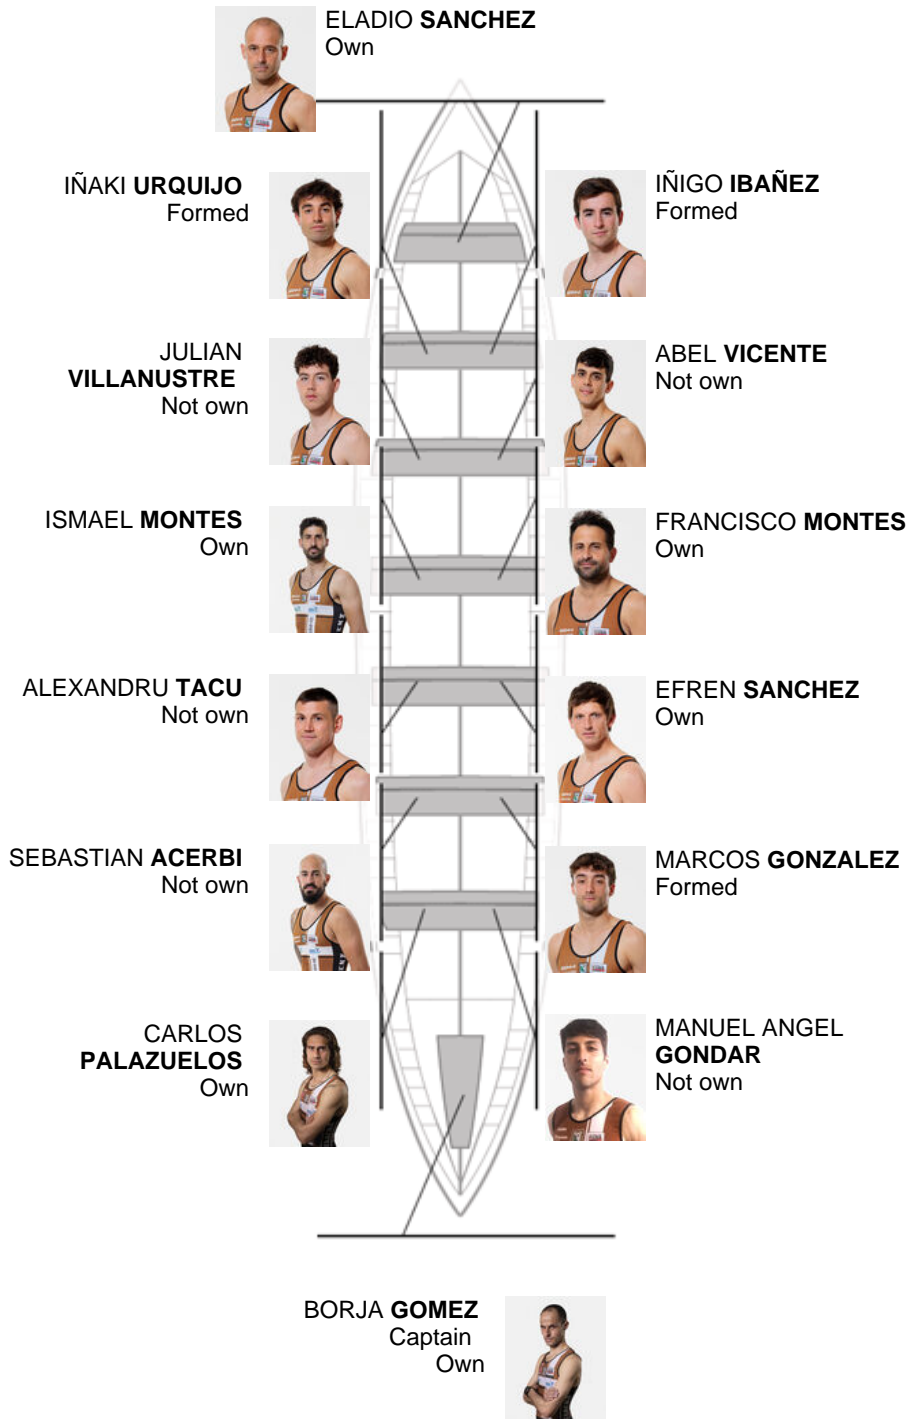 ELADIO SANCHEZ
Own
IÑAKI URQUIJO
Formed
IÑIGO IBAÑEZ
Formed
JULIAN
VILLANUSTRE
Not own
ABEL VICENTE
Not own
ISMAEL MONTES
Own
FRANCISCO MONTES
Own
ALEXANDRU TACU
Not own
EFREN SANCHEZ
Own
SEBASTIAN ACERBI
Not own
MARCOS GONZALEZ
Formed
CARLOS
PALAZUELOS
Own
MANUEL ANGEL
GONDAR
Not own
BORJA GOMEZ
Captain
Own